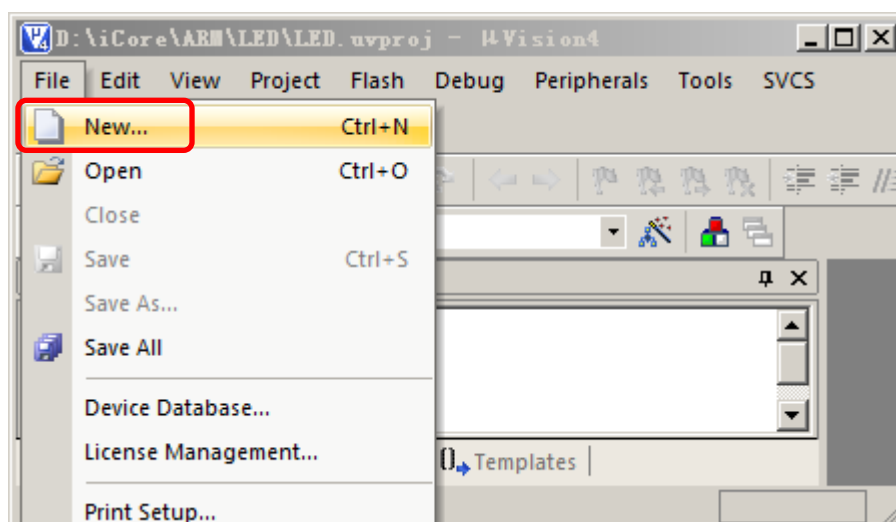 D:\iCore\ARM\LED\LED.uvproj - µVision4
File Edit View Project Flash Debug Peripherals Tools SVCS
New... Ctrl+N
Open Ctrl+O
Close
Save Ctrl+S
Save As...
Save All
Device Database...
License Management...
Print Setup...
{} Templates